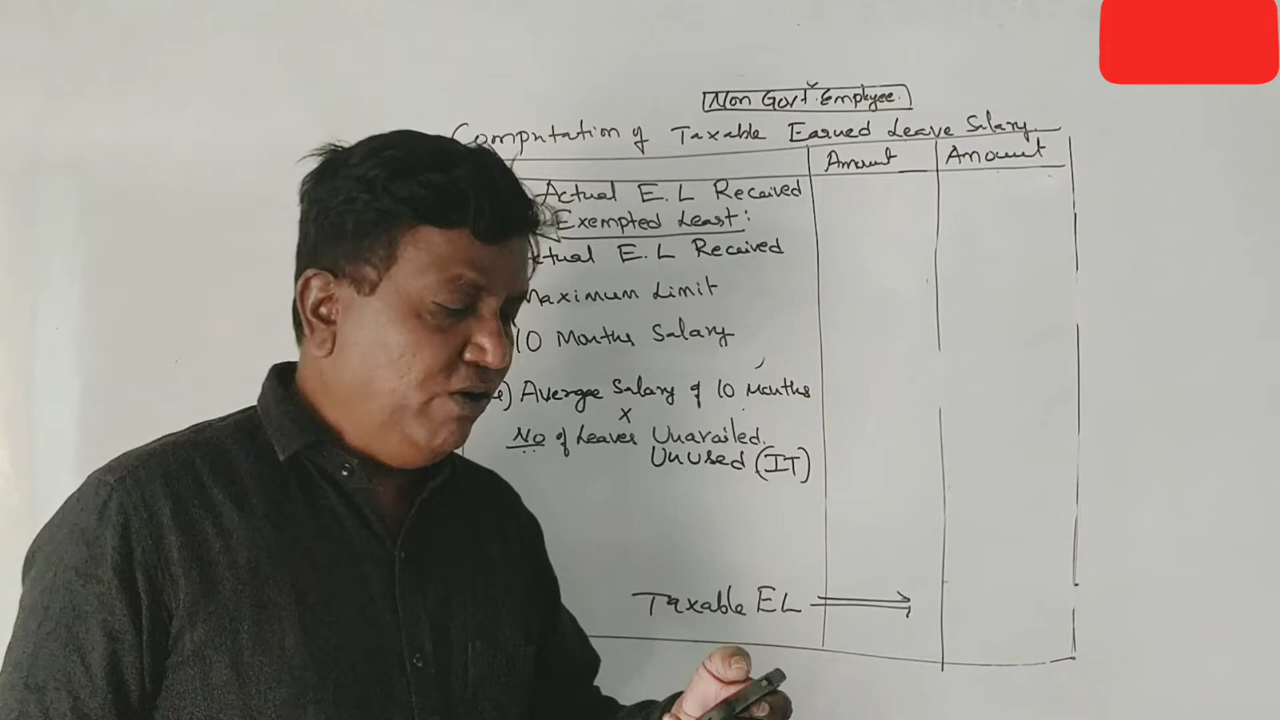 Non Govt. Employee.
Computation of Taxable Earned Leave Salary
Amount Amount
Actual E.L Received
Exempted Least:
E.L Received
Maximum Limit
10 Months Salary
Average Salary of 10 Months
x
No of Leaves Unavailed.
Unused (IT)
Taxable EL